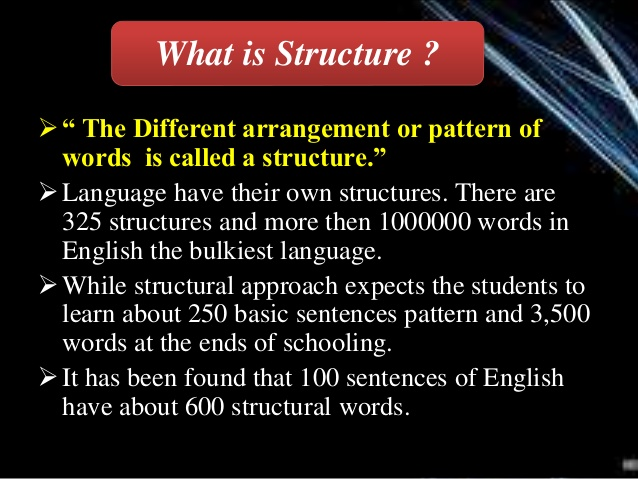 What is Structure ?
“ The Different arrangement or pattern of
words is called a structure.”
Language have their own structures. There are
325 structures and more then 1000000 words in
English the bulkiest language.
While structural approach expects the students to
learn about 250 basic sentences pattern and 3,500
words at the ends of schooling.
It has been found that 100 sentences of English
have about 600 structural words.